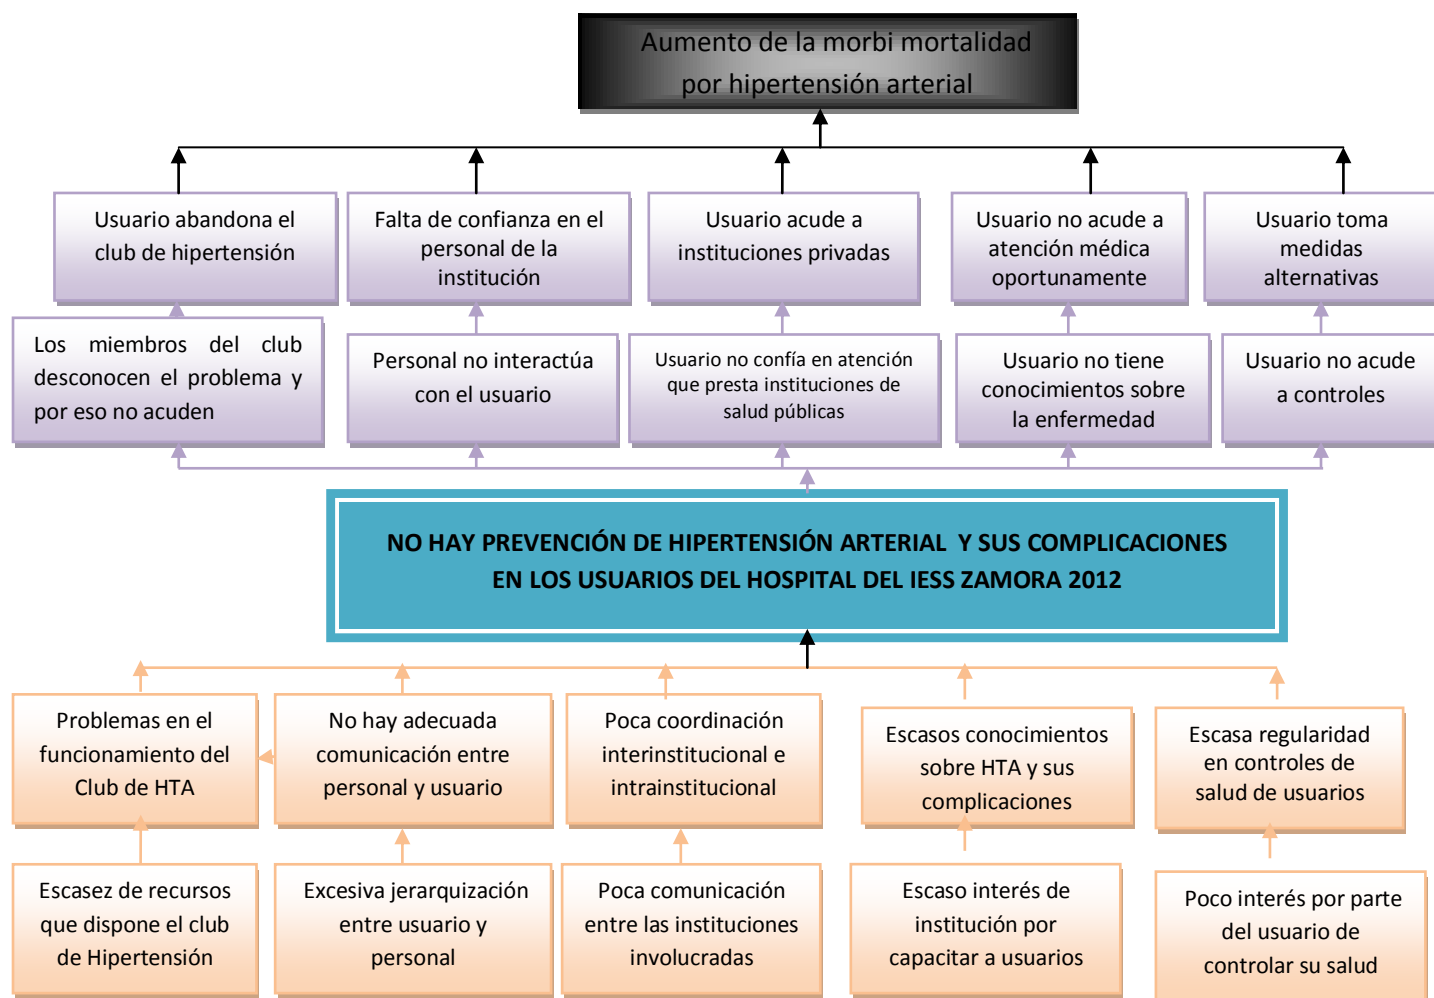 Aumento de la morbi mortalidad
por hipertensión arterial
Usuario abandona el
club de hipertensión
Falta de confianza en el
personal de la
institución
Usuario acude a
instituciones privadas
Usuario no acude a
atención médica
oportunamente
Usuario toma
medidas
alternativas
Los miembros del club
desconocen el problema y
por eso no acuden
Personal no interactúa
con el usuario
Usuario no confía en atención
que presta instituciones de
salud públicas
Usuario no tiene
conocimientos sobre
la enfermedad
Usuario no acude
a controles
NO HAY PREVENCIÓN DE HIPERTENSIÓN ARTERIAL Y SUS COMPLICACIONES
EN LOS USUARIOS DEL HOSPITAL DEL IESS ZAMORA 2012
Problemas en el
funcionamiento del
Club de HTA
No hay adecuada
comunicación entre
personal y usuario
Poca coordinación
interinstitucional e
intrainstitucional
Escasos conocimientos
sobre HTA y sus
complicaciones
Escasa regularidad
en controles de
salud de usuarios
Escasez de recursos
que dispone el club
de Hipertensión
Excesiva jerarquización
entre usuario y
personal
Poca comunicación
entre las instituciones
involucradas
Escaso interés de
institución por
capacitar a usuarios
Poco interés por parte
del usuario de
controlar su salud